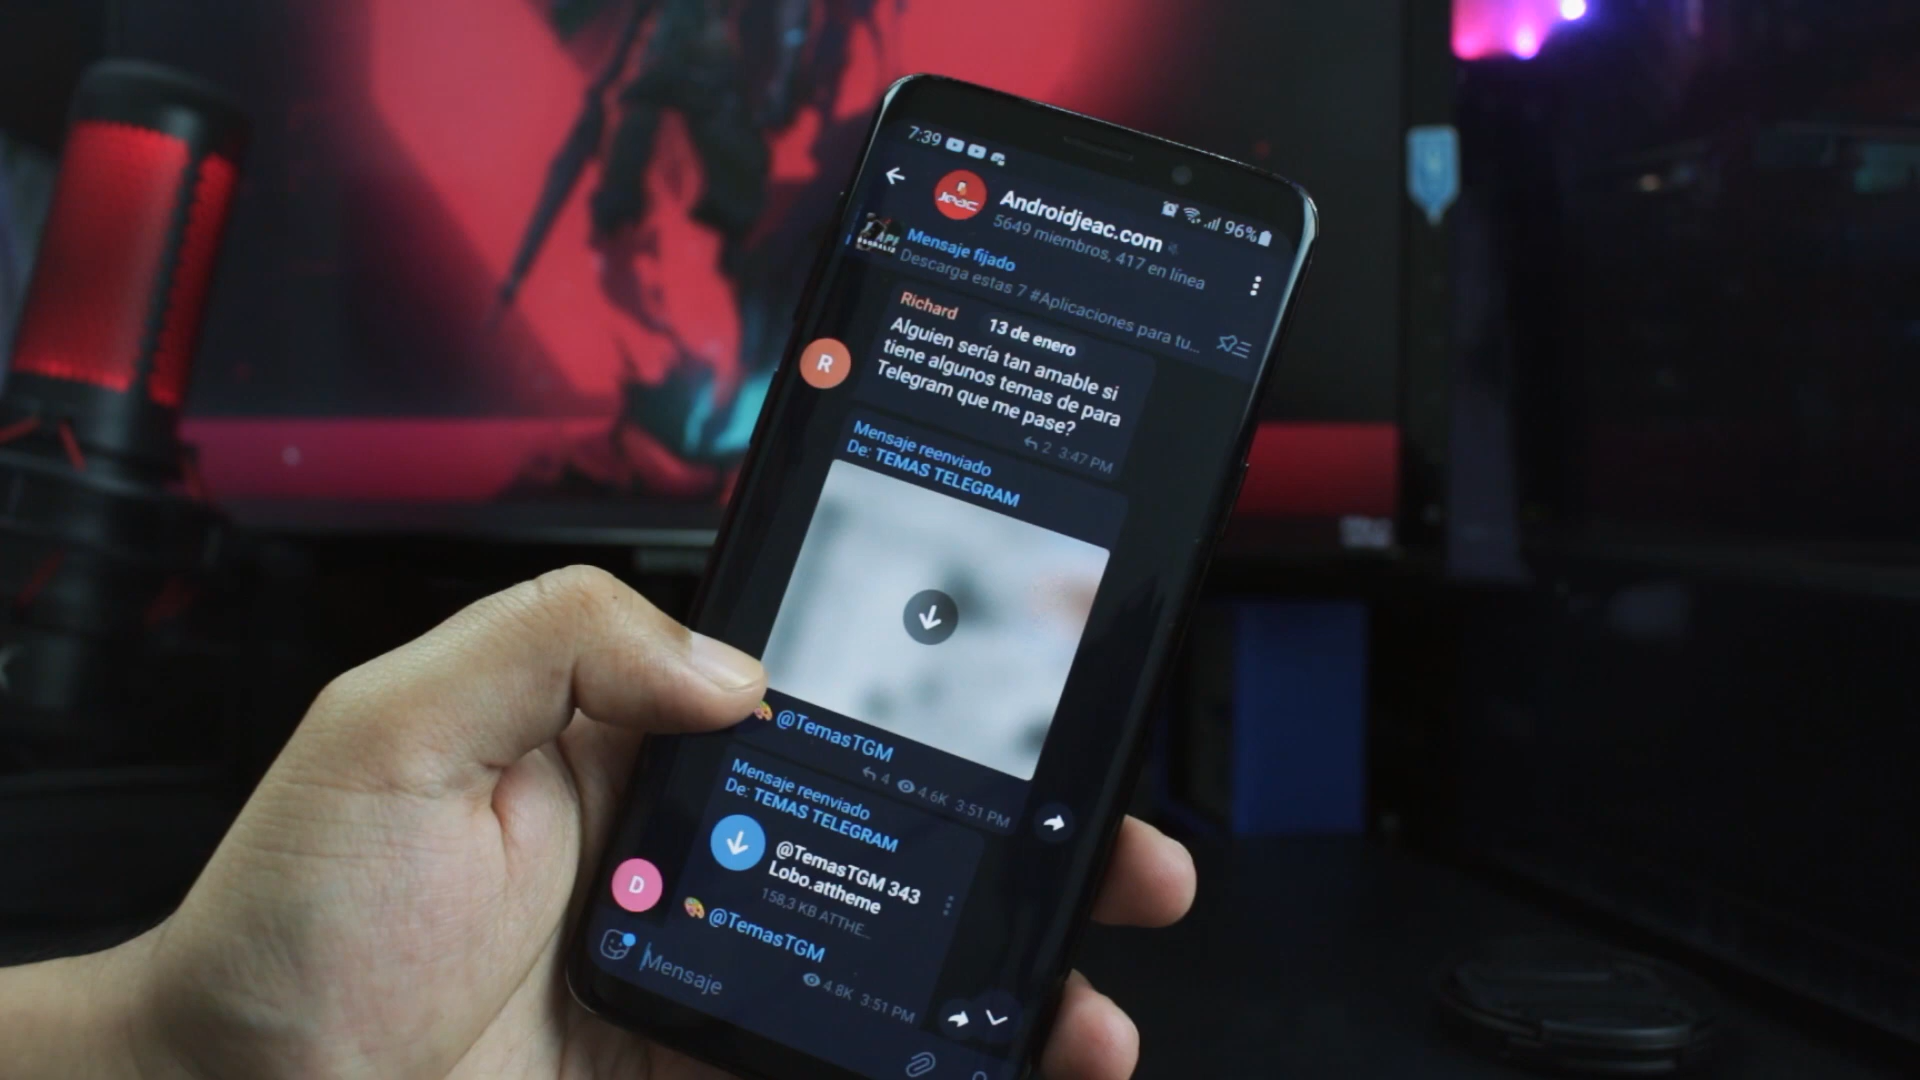 7:39
96%
Jeac
Androidjeac.com
5649 miembros, 417 en línea
Mensaje fijado
Descarga estas 7 #Aplicaciones para tu...
Richard
13 de enero
Alguien sería tan amable si
tiene algunos temas de para
Telegram que me pase?
2 3:47 PM
R
Mensaje reenviado
De: TEMAS TELEGRAM
@TemasTGM
4 4.6K 3:51 PM
Mensaje reenviado
De: TEMAS TELEGRAM
@TemasTGM 343
Lobo.attheme
158,3 KB ATTHE...
D
@TemasTGM
4.8K 3:51 PM
Mensaje